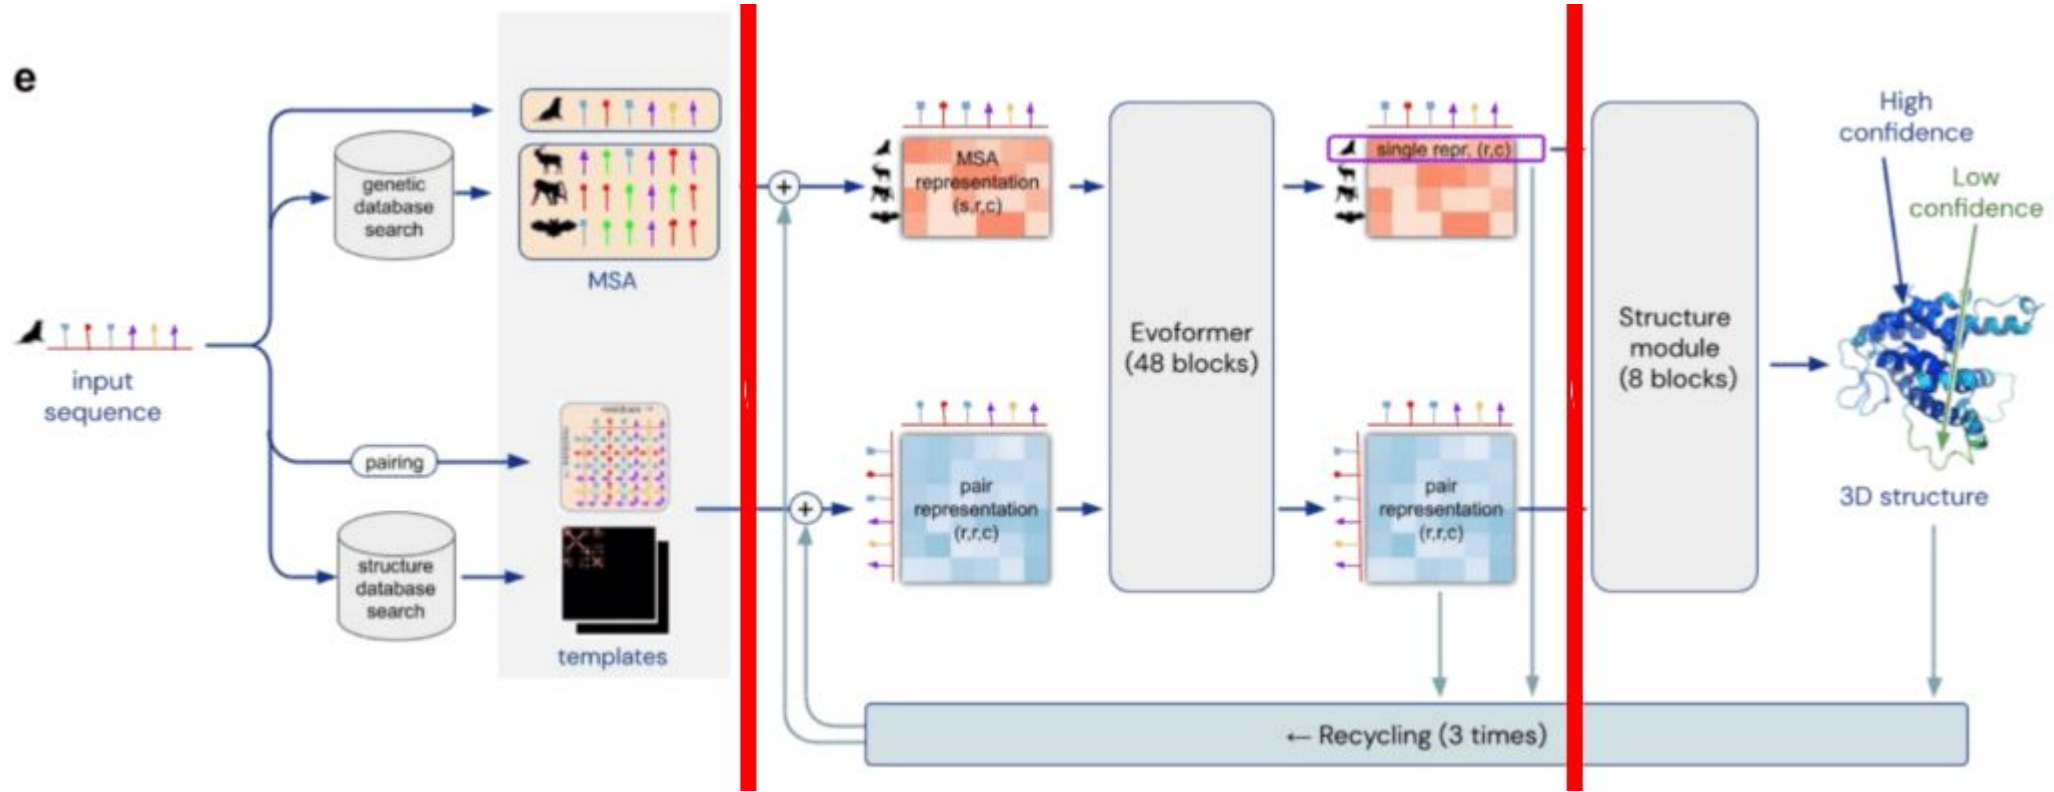 e
input
sequence
genetic
database
search
pairing
structure
database
search
MSA
templates
MSA
representation
(s,r,c)
pair
representation
(r,r,c)
Evoformer
(48 blocks)
single repr. (r,c)
pair
representation
(r,r,c)
Structure
module
(8 blocks)
High
confidence
Low
confidence
3D structure
← Recycling (3 times)